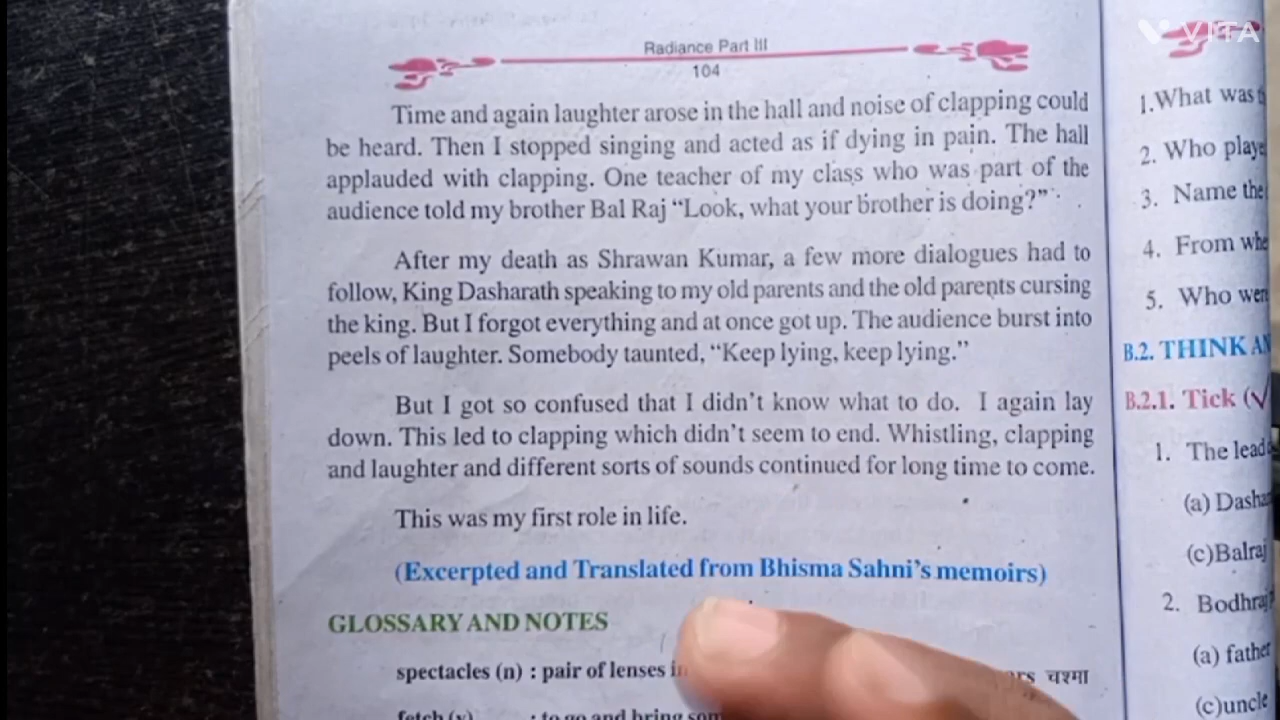 VITA
Radiance Part III
104
Time and again laughter arose in the hall and noise of clapping could
be heard. Then I stopped singing and acted as if dying in pain. The hall
applauded with clapping. One teacher of my class who was part of the
audience told my brother Bal Raj “Look, what your brother is doing?”
After my death as Shrawan Kumar, a few more dialogues had to
follow, King Dasharath speaking to my old parents and the old parents cursing
the king. But I forgot everything and at once got up. The audience burst into
peels of laughter. Somebody taunted, “Keep lying, keep lying.”
But I got so confused that I didn’t know what to do. I again lay
down. This led to clapping which didn’t seem to end. Whistling, clapping
and laughter and different sorts of sounds continued for long time to come.
This was my first role in life.
(Excerpted and Translated from Bhisma Sahni’s memoirs)
GLOSSARY AND NOTES
spectacles (n) : pair of lenses in चश्मा
fetch (v) : to go and bring
1. What was
2. Who
3. Name the
4. From
5. Who
B.2. THINK
B.2.1. Tick (√
1. The lead
(a)
(c) Balraj
2.
(a) father
(c) uncle